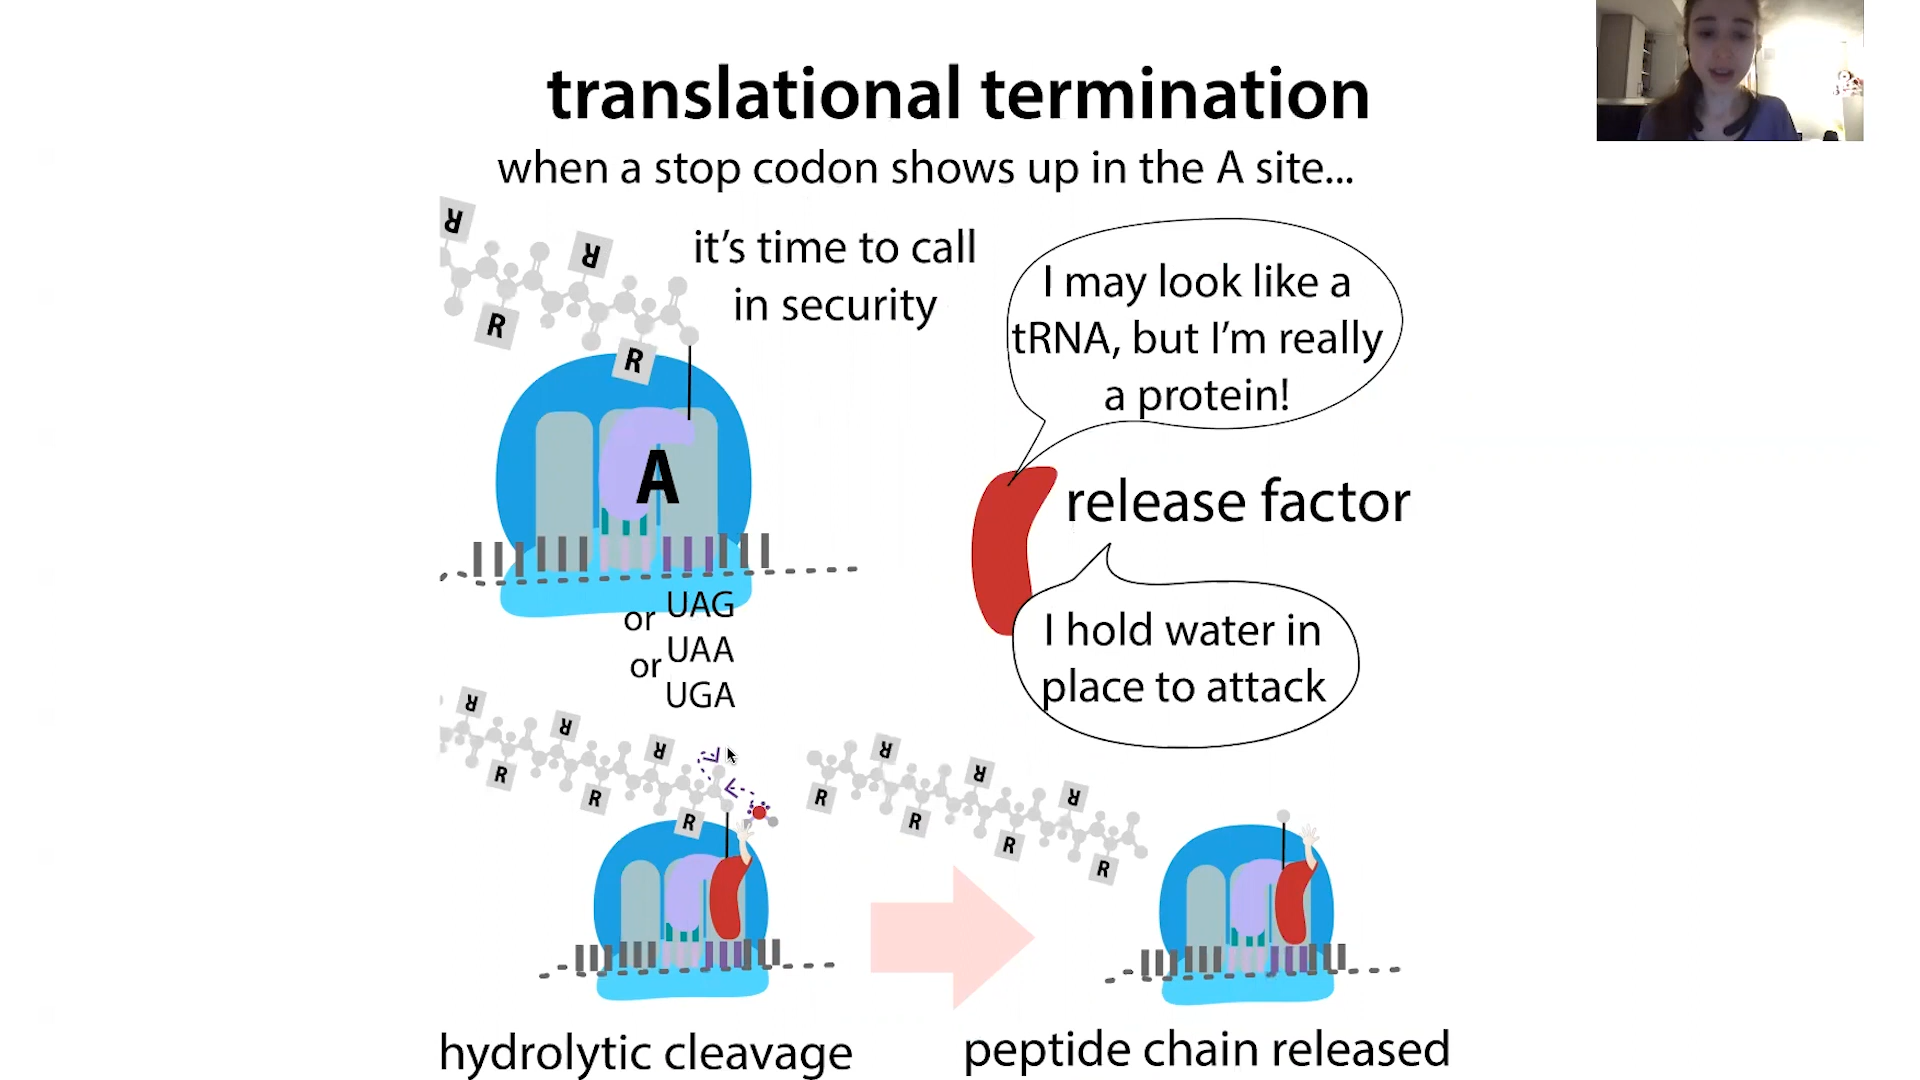 translational termination
when a stop codon shows up in the A site...
it's time to call
in security
R
R
R
R
A
or UAG
or UAA
UGA
I may look like a
tRNA, but I'm really
a protein!
release factor
I hold water in
place to attack
R
R
R
R
R
R
R
R
R
R
R
R
R
hydrolytic cleavage
peptide chain released